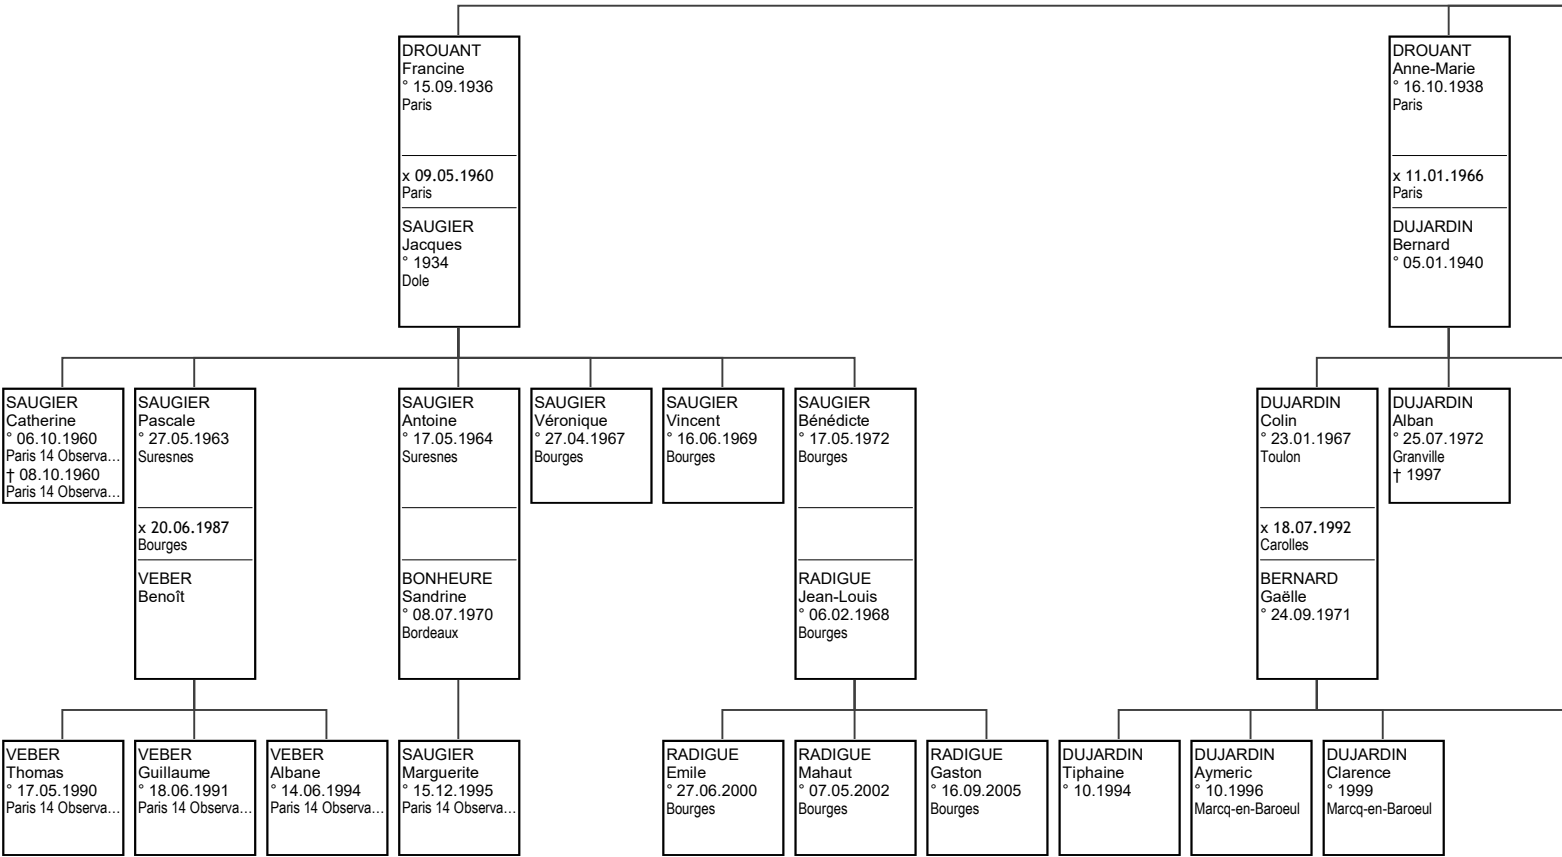 DROUANT
Francine
° 15.09.1936
Paris
x 09.05.1960
Paris
SAUGIER
Jacques
° 1934
Dole
DROUANT
Anne-Marie
° 16.10.1938
Paris
x 11.01.1966
Paris
DUJARDIN
Bernard
° 05.01.1940
SAUGIER
Catherine
° 06.10.1960
Paris 14 Observa...
† 08.10.1960
Paris 14 Observa...
SAUGIER
Pascale
° 27.05.1963
Suresnes
x 20.06.1987
Bourges
VEBER
Benoît
SAUGIER
Antoine
° 17.05.1964
Suresnes
BONHEURE
Sandrine
° 08.07.1970
Bordeaux
SAUGIER
Véronique
° 27.04.1967
Bourges
SAUGIER
Vincent
° 16.06.1969
Bourges
SAUGIER
Bénédicte
° 17.05.1972
Bourges
RADIGUE
Jean-Louis
° 06.02.1968
Bourges
DUJARDIN
Colin
° 23.01.1967
Toulon
x 18.07.1992
Carolles
BERNARD
Gaëlle
° 24.09.1971
DUJARDIN
Alban
° 25.07.1972
Granville
† 1997
VEBER
Thomas
° 17.05.1990
Paris 14 Observa...
VEBER
Guillaume
° 18.06.1991
Paris 14 Observa...
VEBER
Albane
° 14.06.1994
Paris 14 Observa...
SAUGIER
Marguerite
° 15.12.1995
Paris 14 Observa...
RADIGUE
Emile
° 27.06.2000
Bourges
RADIGUE
Mahaut
° 07.05.2002
Bourges
RADIGUE
Gaston
° 16.09.2005
Bourges
DUJARDIN
Tiphaine
° 10.1994
DUJARDIN
Aymeric
° 10.1996
Marcq-en-Baroeul
DUJARDIN
Clarence
° 1999
Marcq-en-Baroeul